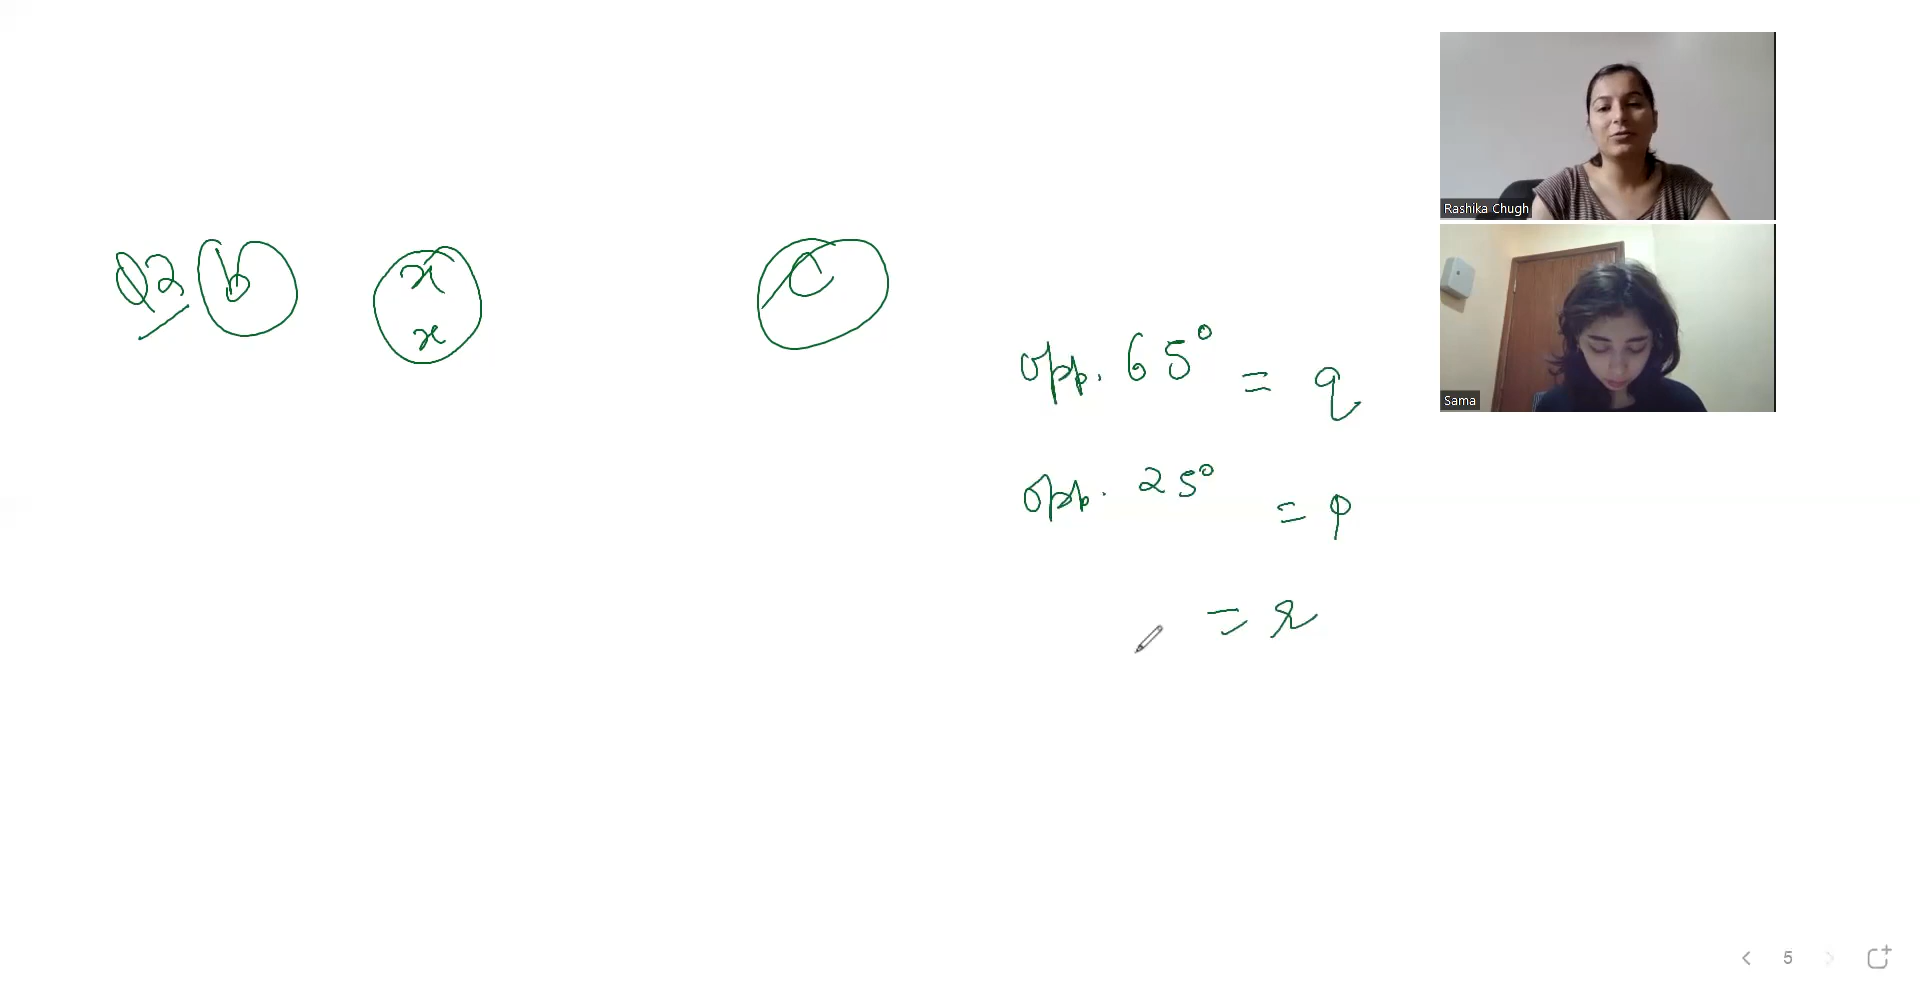 Q2 b
x
x
C
opp. 65° = q
opp. 25° = p
= r
Rashika Chugh
Sama
5